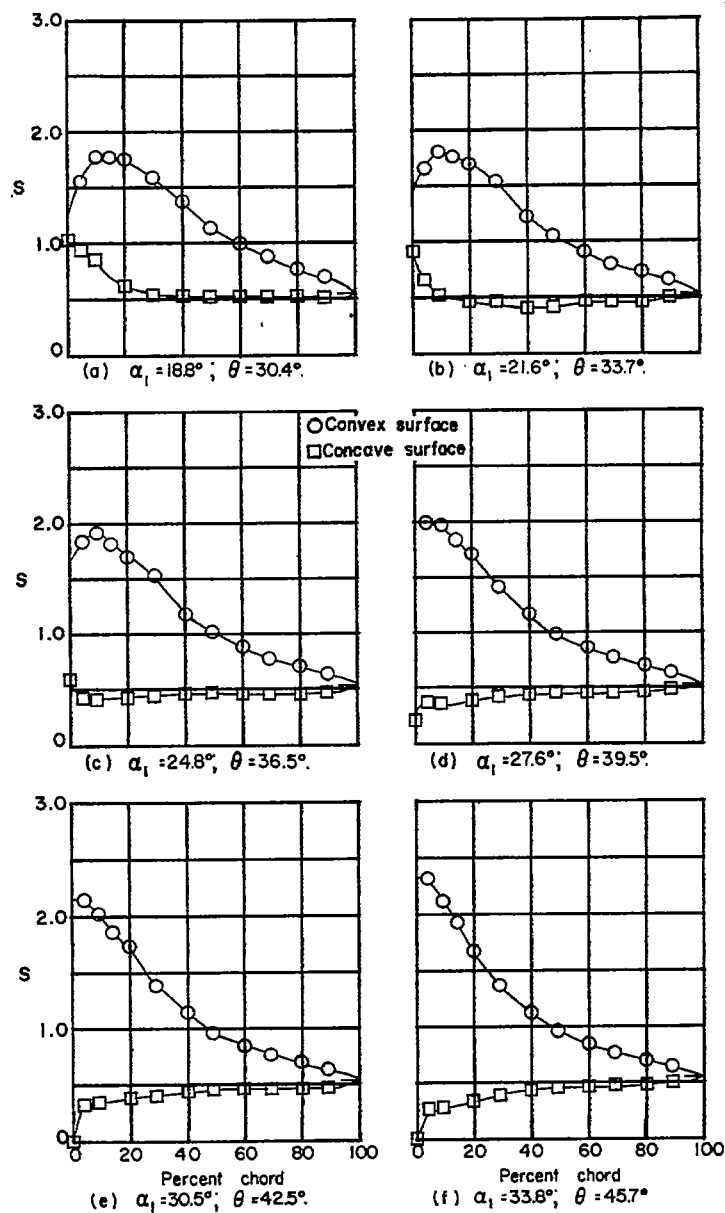 3.0
2.0
S
1.0
0
(a) α₁ =18.8°; θ =30.4°.
(b) α₁ =21.6°; θ =33.7°.
3.0
○ Convex surface
□ Concave surface
2.0
S
1.0
0
(c) α₁ =24.8°; θ =36.5°.
(d) α₁ =27.6°; θ =39.5°.
3.0
2.0
S
1.0
0
0 20 40 60 80 100
0 20 40 60 80 100
Percent chord
Percent chord
(e) α₁ =30.5°; θ =42.5°.
(f) α₁ =33.8°; θ =45.7°